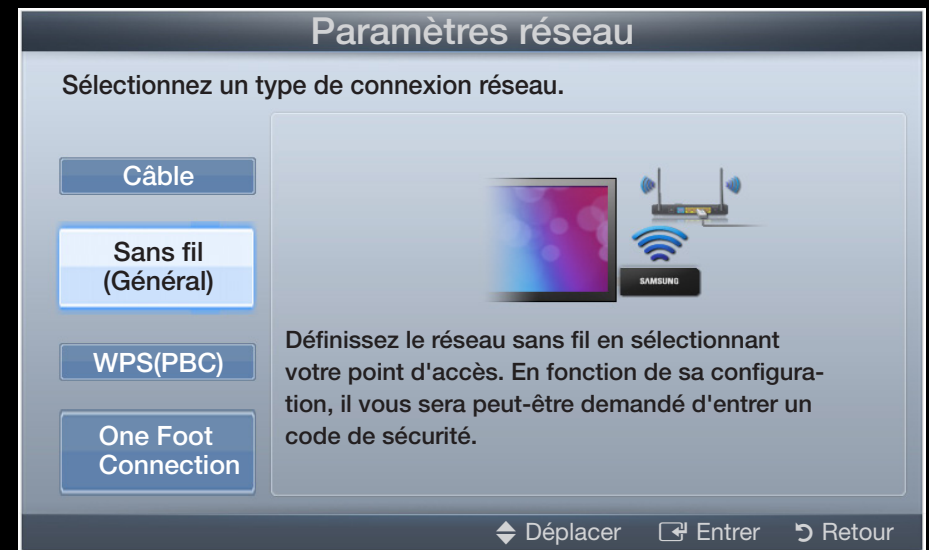 Paramètres réseau
Sélectionnez un type de connexion réseau.
Câble
Sans fil
(Général)
WPS(PBC)
One Foot
Connection
SAMSUNG
Définissez le réseau sans fil en sélectionnant
votre point d'accès. En fonction de sa configura-
tion, il vous sera peut-être demandé d'entrer un
code de sécurité.
Déplacer Entrer Retour